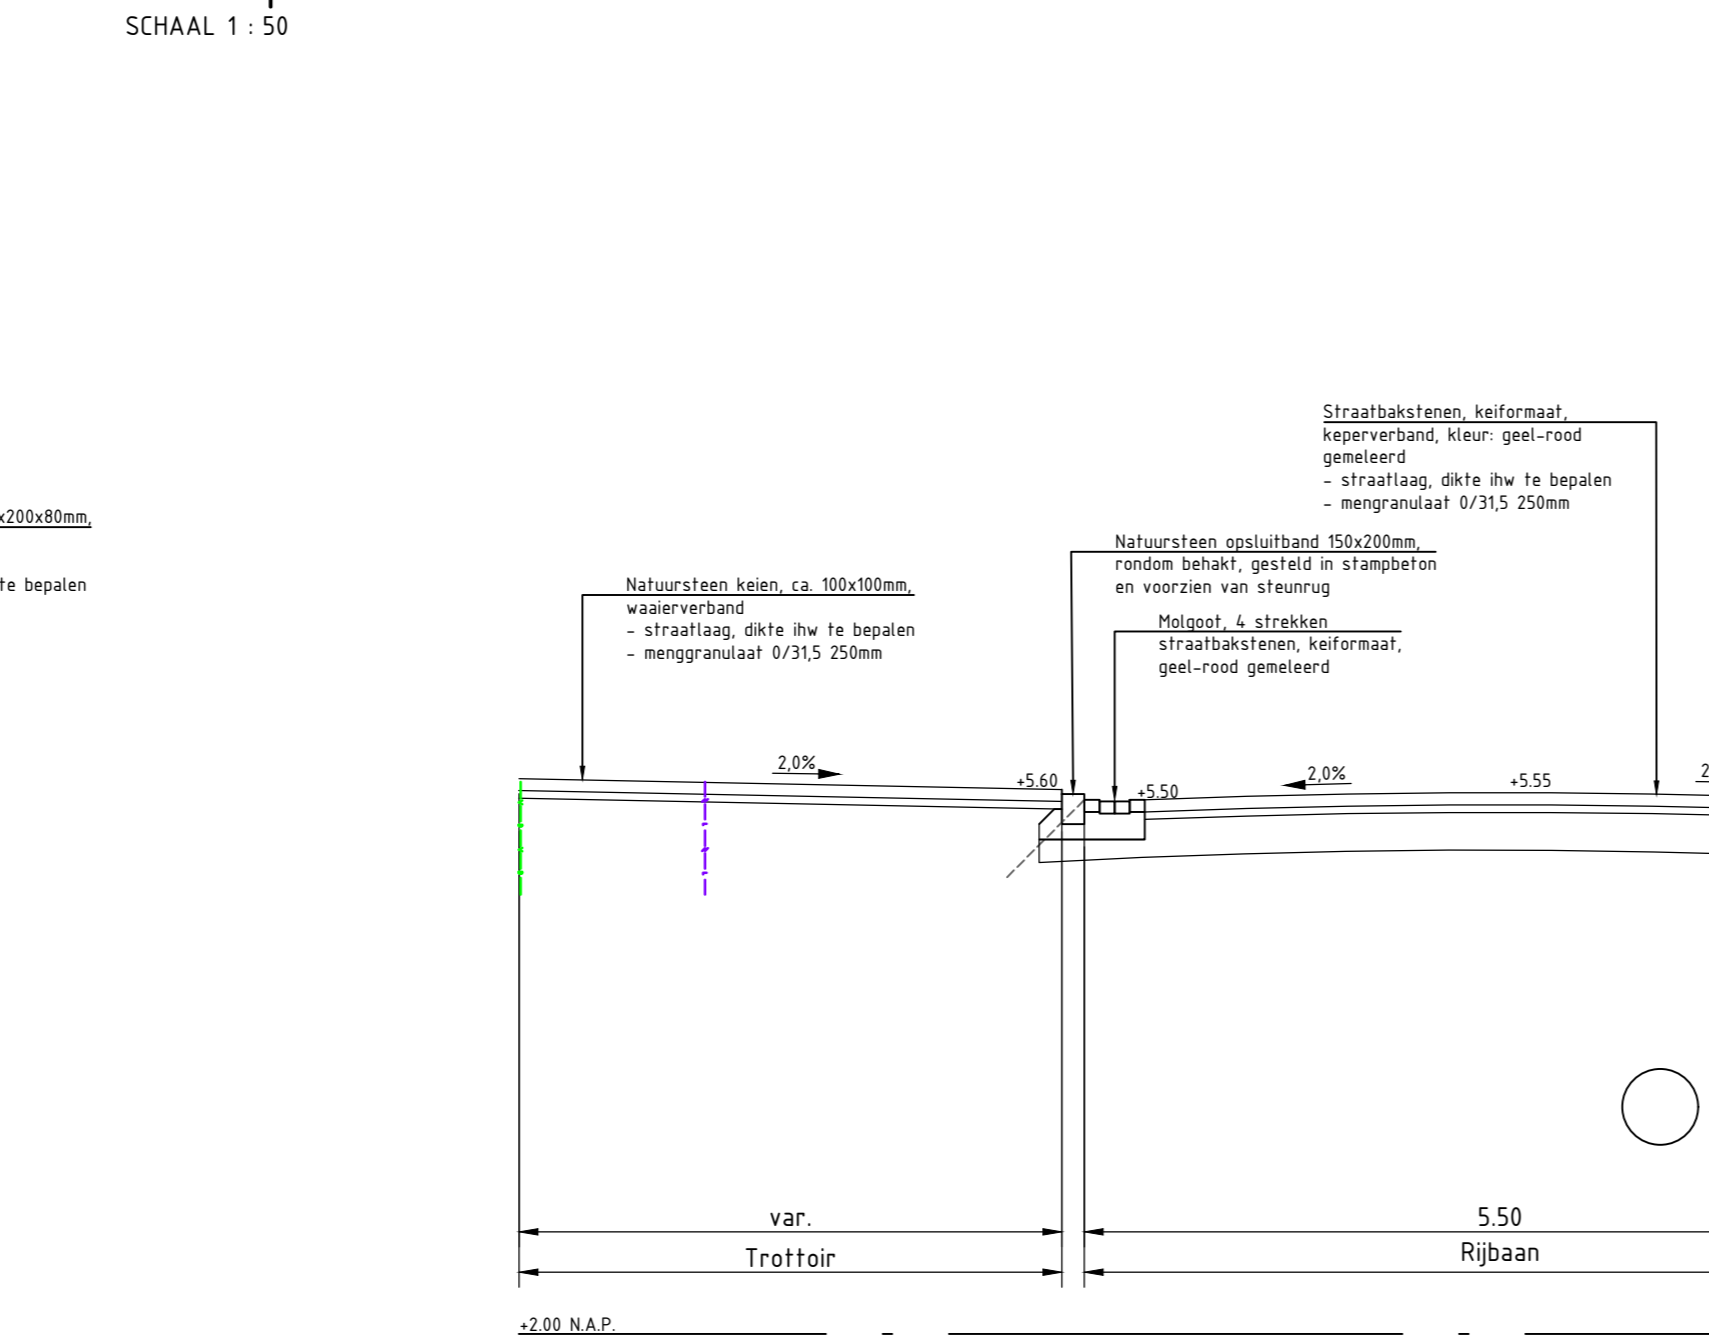 SCHAAL 1 : 50
x200x80mm,
te bepalen
Natuursteen keien, ca. 100x100mm,
waaierverband
- straatlaag, dikte ihw te bepalen
- menggranulaat 0/31,5 250mm
Straatbakstenen, keiformaat,
keperverband, kleur: geel-rood
gemeleerd
- straatlaag, dikte ihw te bepalen
- mengranulaat 0/31,5 250mm
Natuursteen opsluitband 150x200mm,
rondom behakt, gesteld in stampbeton
en voorzien van steunrug
Molgoot, 4 strekken
straatbakstenen, keiformaat,
geel-rood gemeleerd
2,0%
+5.60
+5.50
2,0%
+5.55
2
var.
5.50
Trottoir
Rijbaan
+2.00 N.A.P.